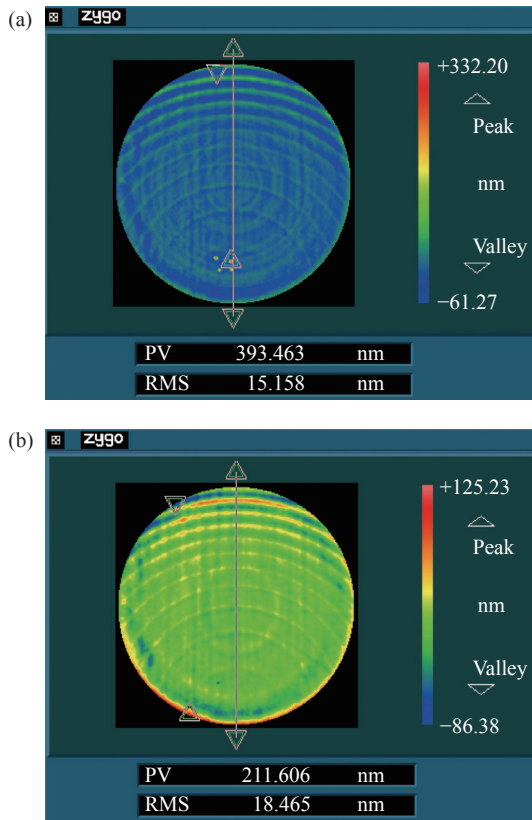 (a)
zygo
+332.20
Peak
nm
Valley
−61.27
PV 393.463 nm
RMS 15.158 nm
(b)
zygo
+125.23
Peak
nm
Valley
−86.38
PV 211.606 nm
RMS 18.465 nm